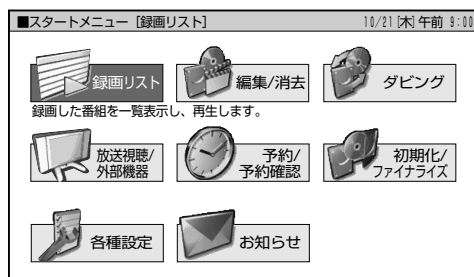 ■スタートメニュー［録画リスト］ 10/21[木]午前 9:00
録画リスト 編集/消去 ダビング
録画した番組を一覧表示し、再生します。
放送視聴/
外部機器
予約/
予約確認
初期化/
ファイナライズ
各種設定 お知らせ